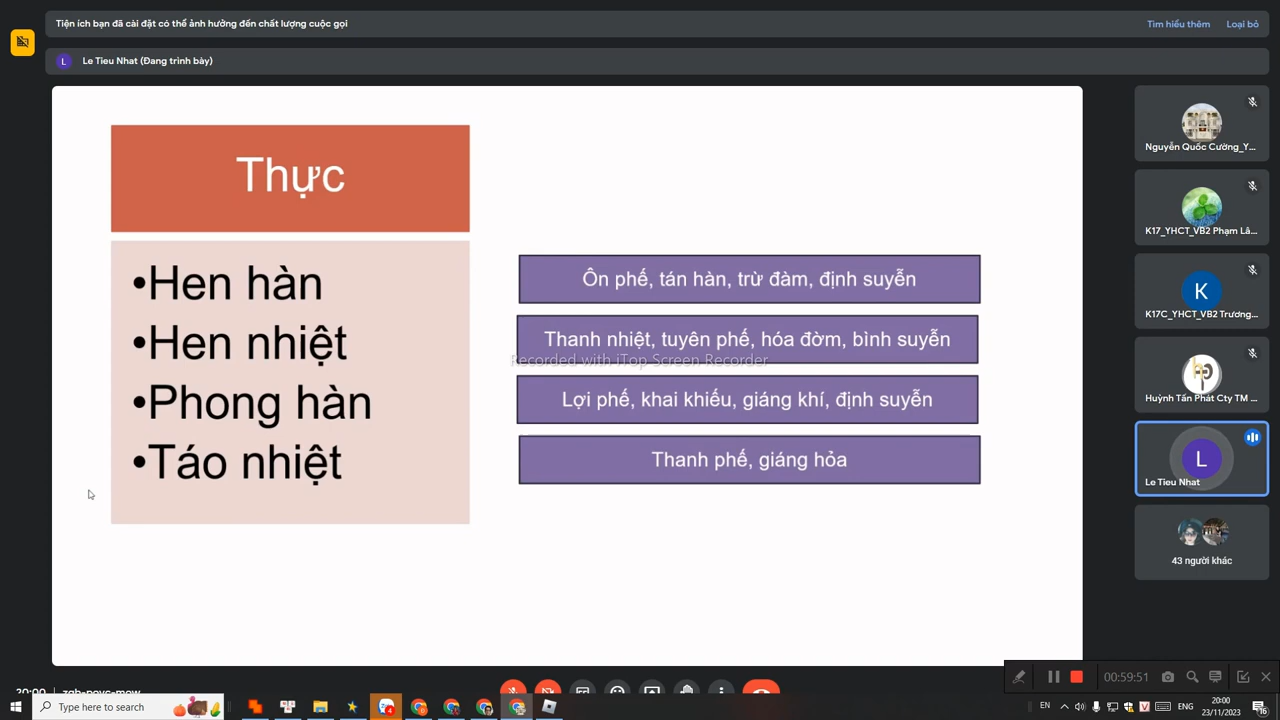 Tiện ích bạn đã cài đặt có thể ảnh hưởng đến chất lượng cuộc gọi
Tìm hiểu thêm
Loại bỏ
L
Le Tieu Nhat (Đang trình bày)
Thực
•Hen hàn
•Hen nhiệt
•Phong hàn
•Táo nhiệt
Ôn phế, tán hàn, trừ đàm, định suyễn
Thanh nhiệt, tuyên phế, hóa đờm, bình suyễn
Recorded with iTop Screen Recorder
Lợi phế, khai khiếu, giáng khí, định suyễn
Thanh phế, giáng hỏa
Nguyễn Quốc Cường_Y...
K17_YHCT_VB2 Phạm Lâ...
K
K17C_YHCT_VB2 Trương...
Huỳnh Tấn Phát Cty TM ...
L
Le Tieu Nhat
43 người khác
00:59:51
20:00
Type here to search
EN
20:00
23/11/2023